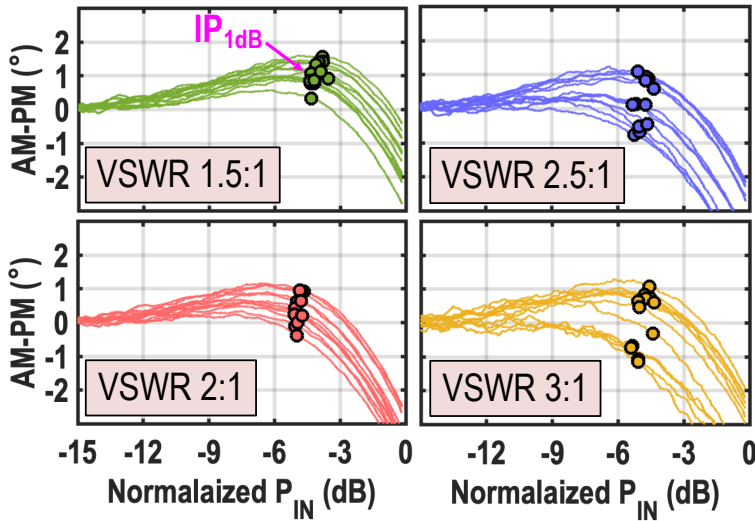 AM-PM (°)
2
1
0
-1
-2
IP1dB
VSWR 1.5:1
VSWR 2.5:1
AM-PM (°)
2
1
0
-1
-2
VSWR 2:1
VSWR 3:1
-15 -12 -9 -6 -3 0
-12 -9 -6 -3 0
Normalaized PIN (dB)
Normalaized PIN (dB)